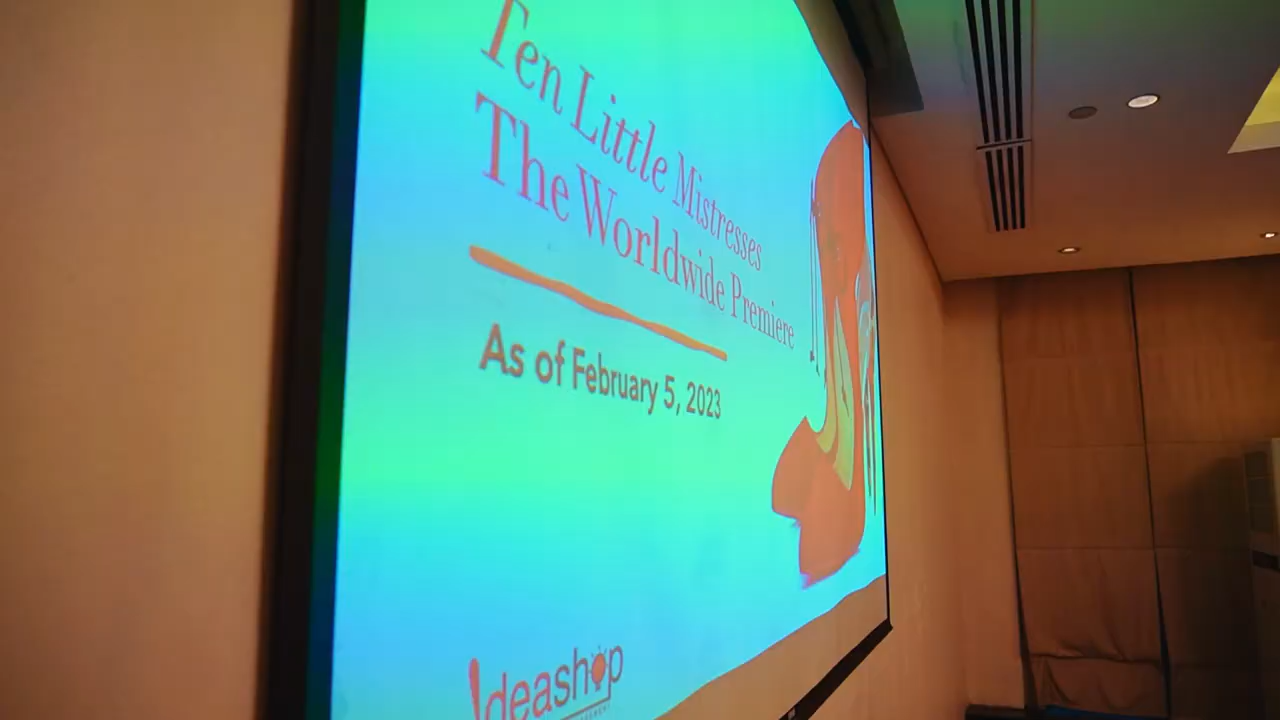 Ten Little Mistresses
The Worldwide Premiere
As of February 5, 2023
Ideashop